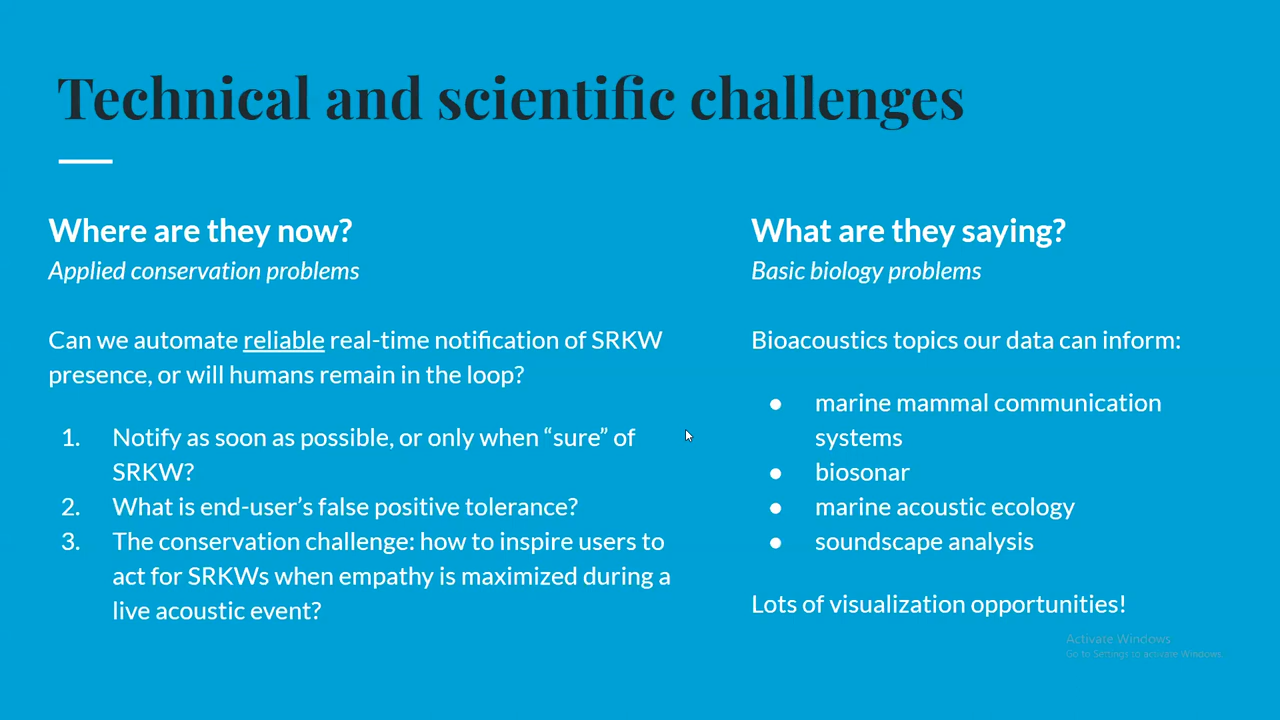 Technical and scientific challenges
Where are they now?
Applied conservation problems
Can we automate reliable real-time notification of SRKW
presence, or will humans remain in the loop?
1. Notify as soon as possible, or only when “sure” of
SRKW?
2. What is end-user’s false positive tolerance?
3. The conservation challenge: how to inspire users to
act for SRKWs when empathy is maximized during a
live acoustic event?
What are they saying?
Basic biology problems
Bioacoustics topics our data can inform:
● marine mammal communication
systems
● biosonar
● marine acoustic ecology
● soundscape analysis
Lots of visualization opportunities!
Activate Windows
Go to Settings to activate Windows.